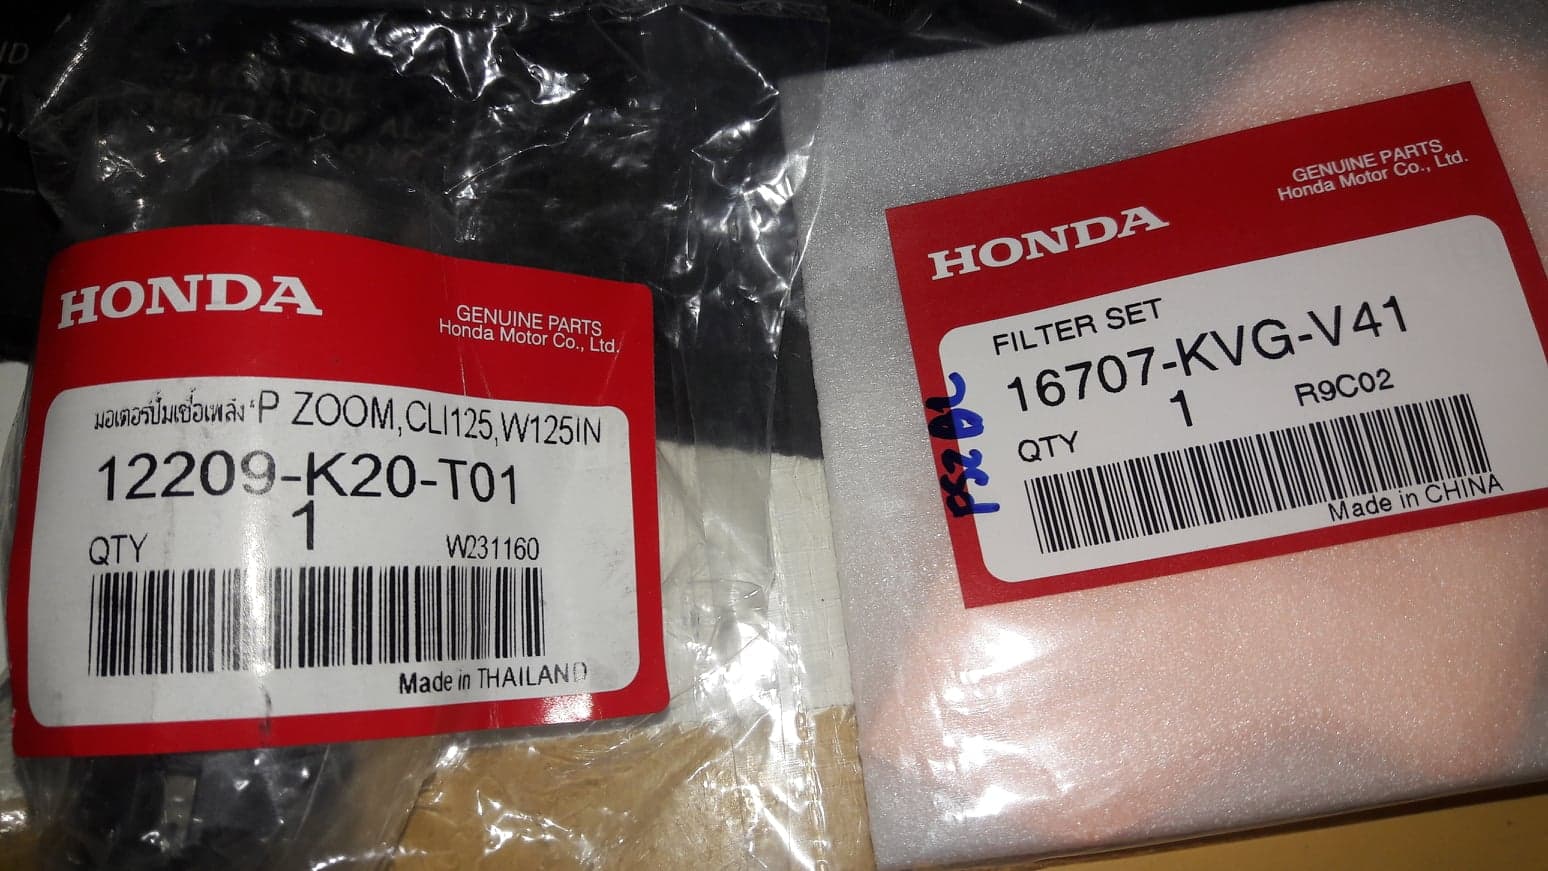 CONTROL
HONDA
GENUINE PARTS
Honda Motor Co., Ltd.
มอเตอร์ปั๊มเชื้อเพลิง 'P ZOOM,CLI125,W125IN
12209-K20-T01
QTY 1 W231160
Made in THAILAND
HONDA
GENUINE PARTS
Honda Motor Co., Ltd.
FILTER SET
16707-KVG-V41
QTY 1 R9C02
Made in CHINA